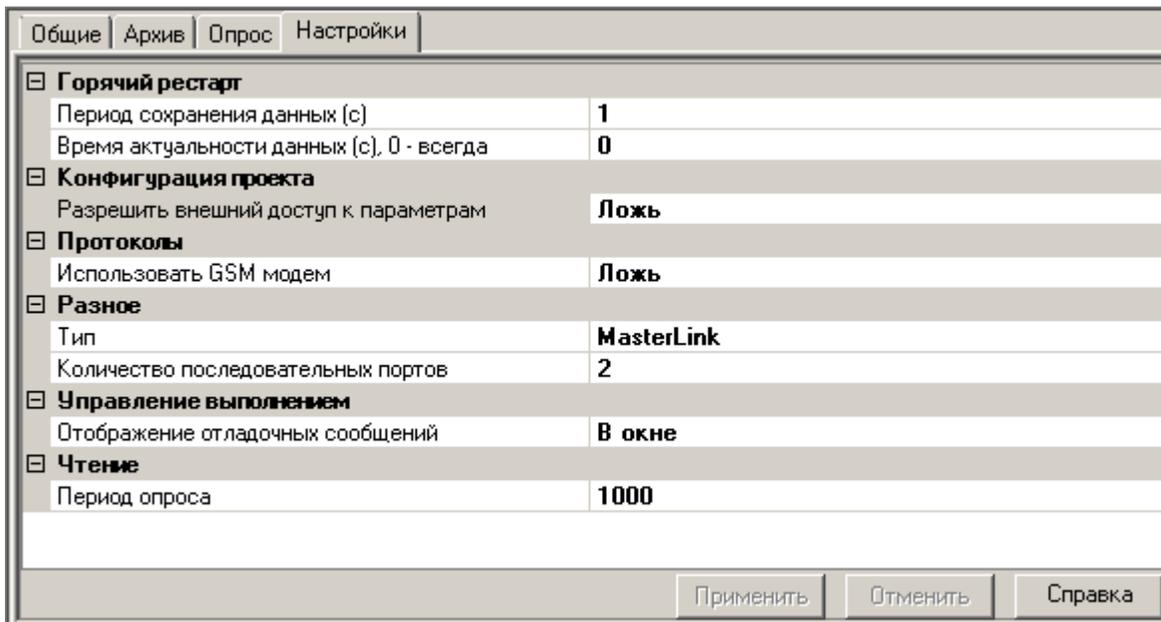 Общие Архив Опрос Настройки
Горячий рестарт
Период сохранения данных (с) 1
Время актуальности данных (с), 0 - всегда 0
Конфигурация проекта
Разрешить внешний доступ к параметрам Ложь
Протоколы
Использовать GSM модем Ложь
Разное
Тип MasterLink
Количество последовательных портов 2
Управление выполнением
Отображение отладочных сообщений В окне
Чтение
Период опроса 1000
Применить Отменить Справка